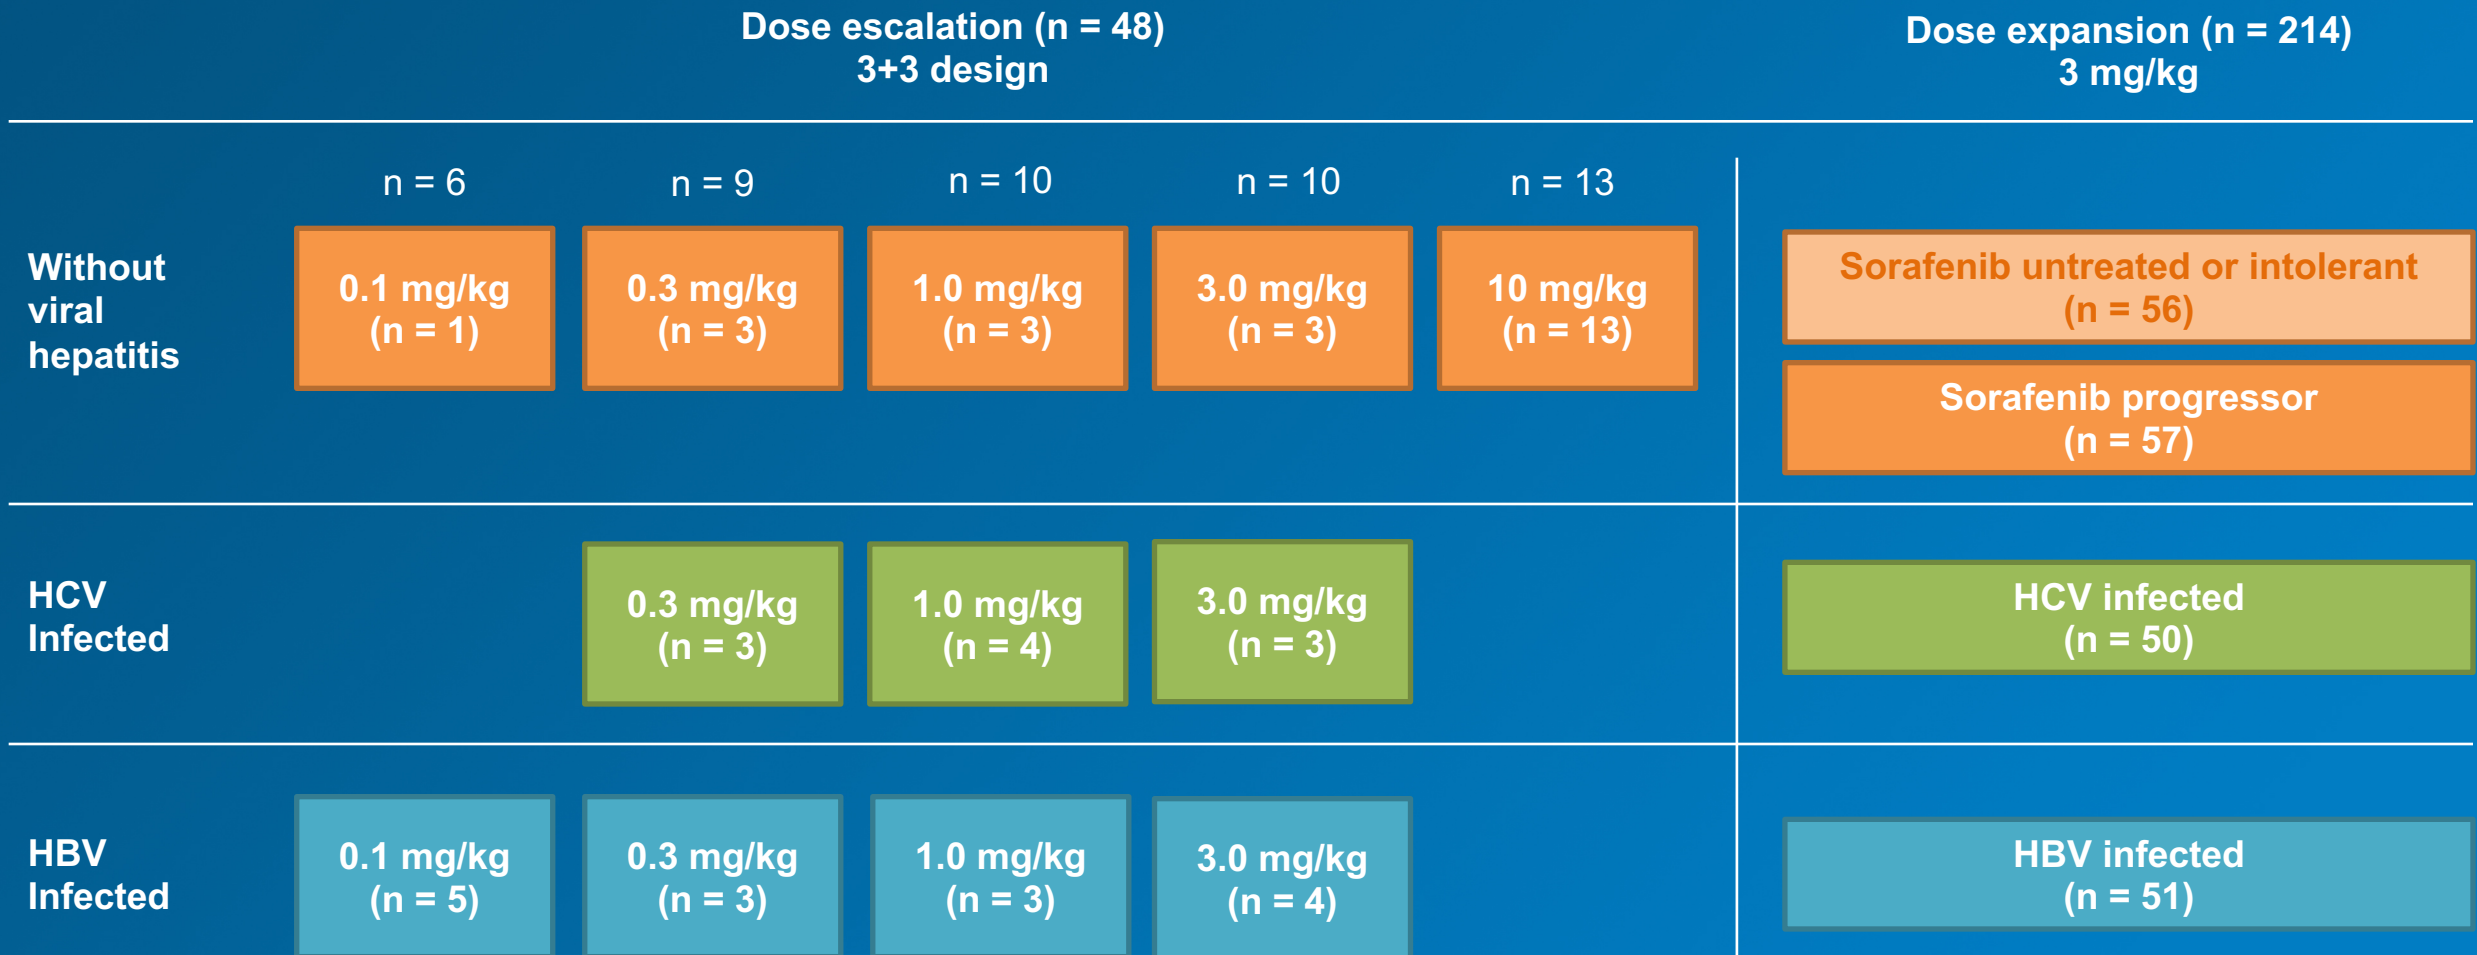 Dose escalation (n = 48)
3+3 design
Dose expansion (n = 214)
3 mg/kg
n = 6
n = 9
n = 10
n = 10
n = 13
Without
viral
hepatitis
0.1 mg/kg
(n = 1)
0.3 mg/kg
(n = 3)
1.0 mg/kg
(n = 3)
3.0 mg/kg
(n = 3)
10 mg/kg
(n = 13)
Sorafenib untreated or intolerant
(n = 56)
Sorafenib progressor
(n = 57)
HCV
Infected
0.3 mg/kg
(n = 3)
1.0 mg/kg
(n = 4)
3.0 mg/kg
(n = 3)
HCV infected
(n = 50)
HBV
Infected
0.1 mg/kg
(n = 5)
0.3 mg/kg
(n = 3)
1.0 mg/kg
(n = 3)
3.0 mg/kg
(n = 4)
HBV infected
(n = 51)